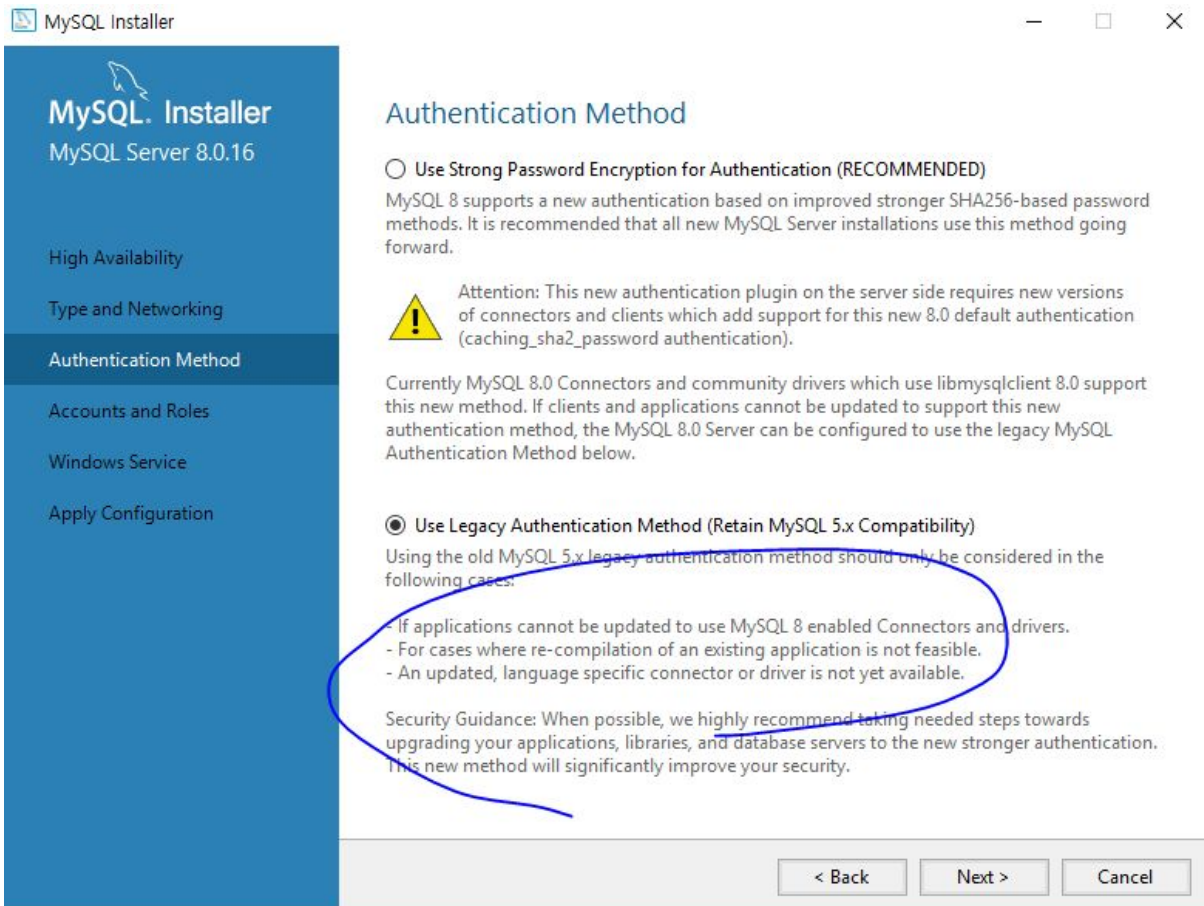 MySQL Installer
MySQL. Installer
MySQL Server 8.0.16
High Availability
Type and Networking
Authentication Method
Accounts and Roles
Windows Service
Apply Configuration
Authentication Method
Use Strong Password Encryption for Authentication (RECOMMENDED)
MySQL 8 supports a new authentication based on improved stronger SHA256-based password
methods. It is recommended that all new MySQL Server installations use this method going
forward.
Attention: This new authentication plugin on the server side requires new versions
of connectors and clients which add support for this new 8.0 default authentication
(caching_sha2_password authentication).
Currently MySQL 8.0 Connectors and community drivers which use libmysqlclient 8.0 support
this new method. If clients and applications cannot be updated to support this new
authentication method, the MySQL 8.0 Server can be configured to use the legacy MySQL
Authentication Method below.
Use Legacy Authentication Method (Retain MySQL 5.x Compatibility)
Using the old MySQL 5.x legacy authentication method should only be considered in the
following cases:
- If applications cannot be updated to use MySQL 8 enabled Connectors and drivers.
- For cases where re-compilation of an existing application is not feasible.
- An updated, language specific connector or driver is not yet available.
Security Guidance: When possible, we highly recommend taking needed steps towards
upgrading your applications, libraries, and database servers to the new stronger authentication.
This new method will significantly improve your security.
< Back
Next >
Cancel